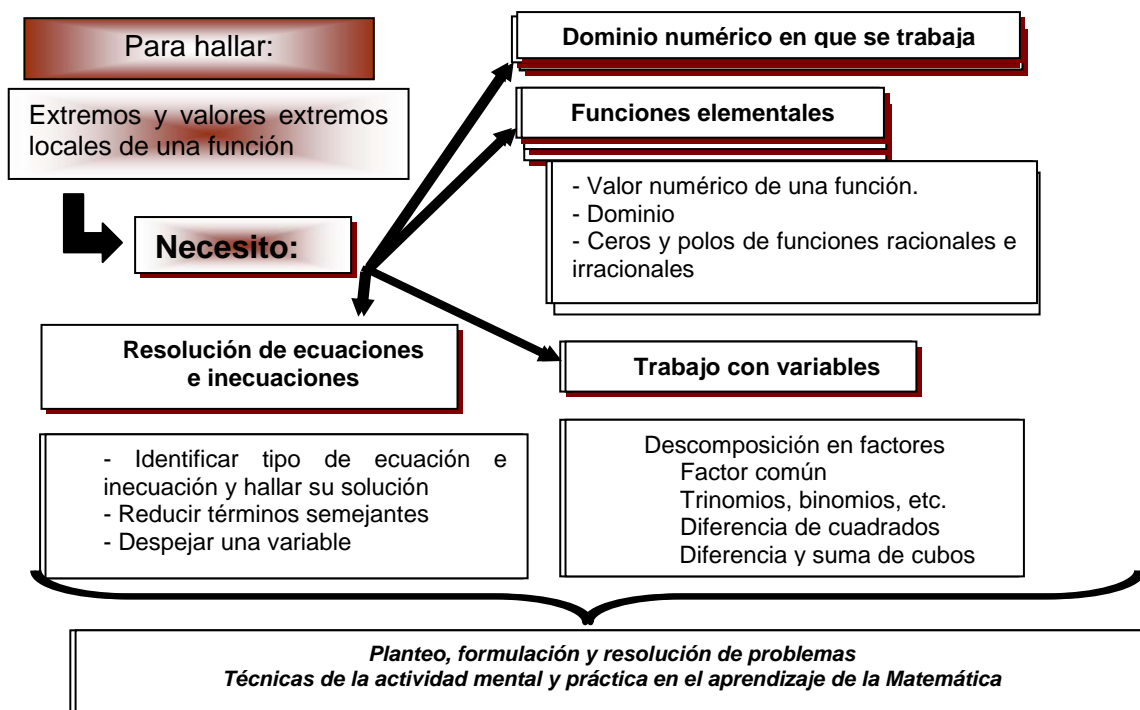 Para hallar:
Extremos y valores extremos
locales de una función
Necesito:
Dominio numérico en que se trabaja
Funciones elementales
- Valor numérico de una función.
- Dominio
- Ceros y polos de funciones racionales e
irracionales
Resolución de ecuaciones
e inecuaciones
- Identificar tipo de ecuación e
inecuación y hallar su solución
- Reducir términos semejantes
- Despejar una variable
Trabajo con variables
Descomposición en factores
Factor común
Trinomios, binomios, etc.
Diferencia de cuadrados
Diferencia y suma de cubos
Planteo, formulación y resolución de problemas
Técnicas de la actividad mental y práctica en el aprendizaje de la Matemática